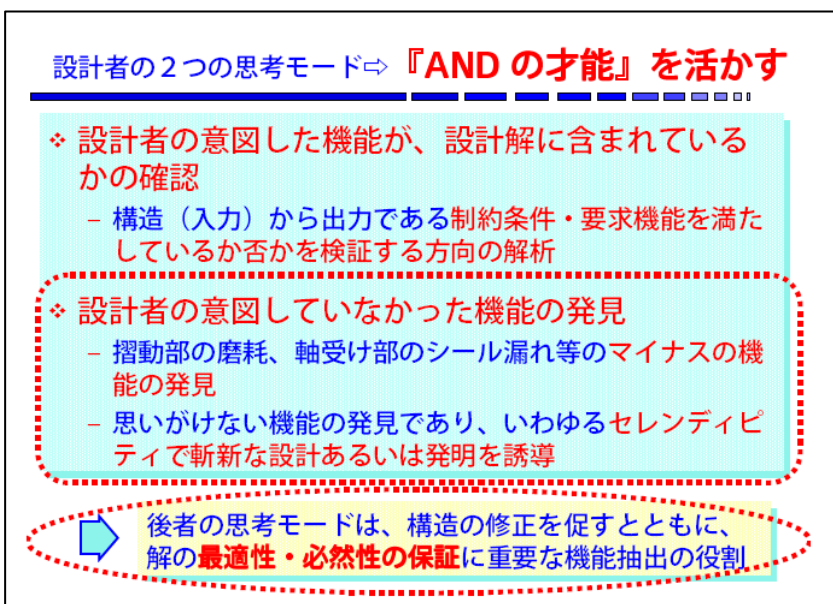 設計者の２つの思考モード⇨『AND の才能』を活かす
❖ 設計者の意図した機能が、設計解に含まれている
かの確認
– 構造（入力）から出力である制約条件・要求機能を満た
しているか否かを検証する方向の解析
❖ 設計者の意図していなかった機能の発見
– 摺動部の磨耗、軸受け部のシール漏れ等のマイナスの機
能の発見
– 思いがけない機能の発見であり、いわゆるセレンディピ
ティで斬新な設計あるいは発明を誘導
後者の思考モードは、構造の修正を促すとともに、
解の最適性・必然性の保証に重要な機能抽出の役割